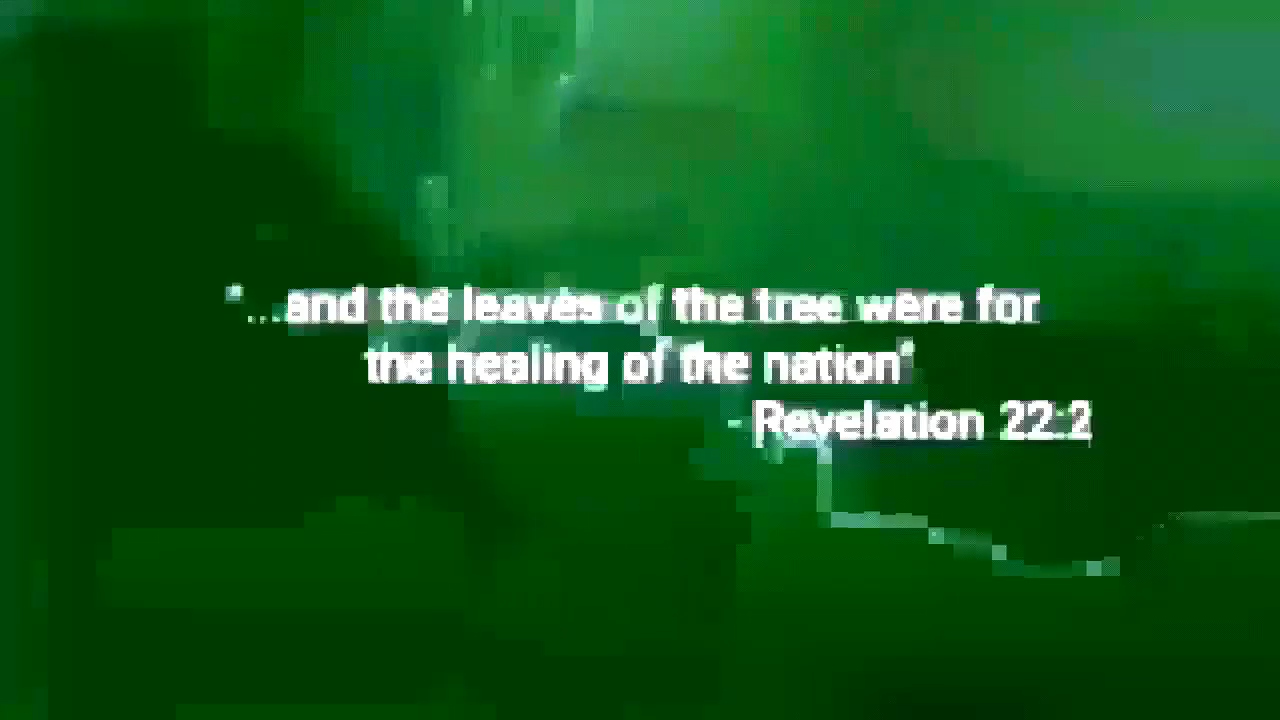 "...and the leaves of the tree were for
the healing of the nation"
- Revelation 22:2